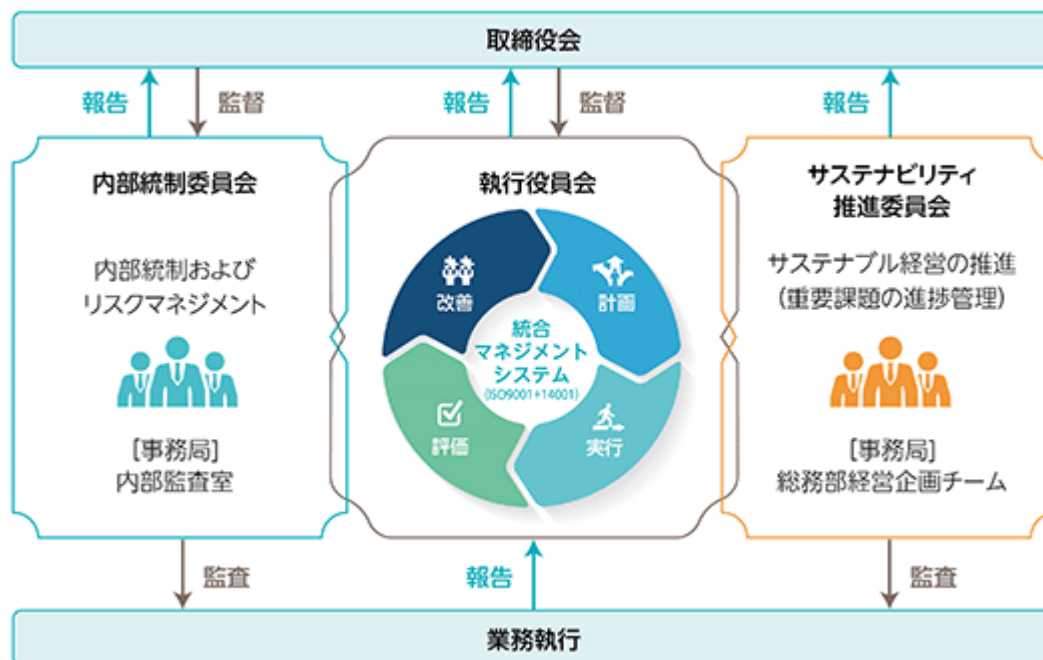 取締役会
報告
監督
報告
監督
報告
内部統制委員会
内部統制および
リスクマネジメント
[事務局]
内部監査室
執行役員会
改善
計画
統合
マネジメント
システム
(ISO9001+14001)
評価
実行
サステナビリティ
推進委員会
サステナブル経営の推進
(重要課題の進捗管理)
[事務局]
総務部経営企画チーム
監査
報告
監査
業務執行